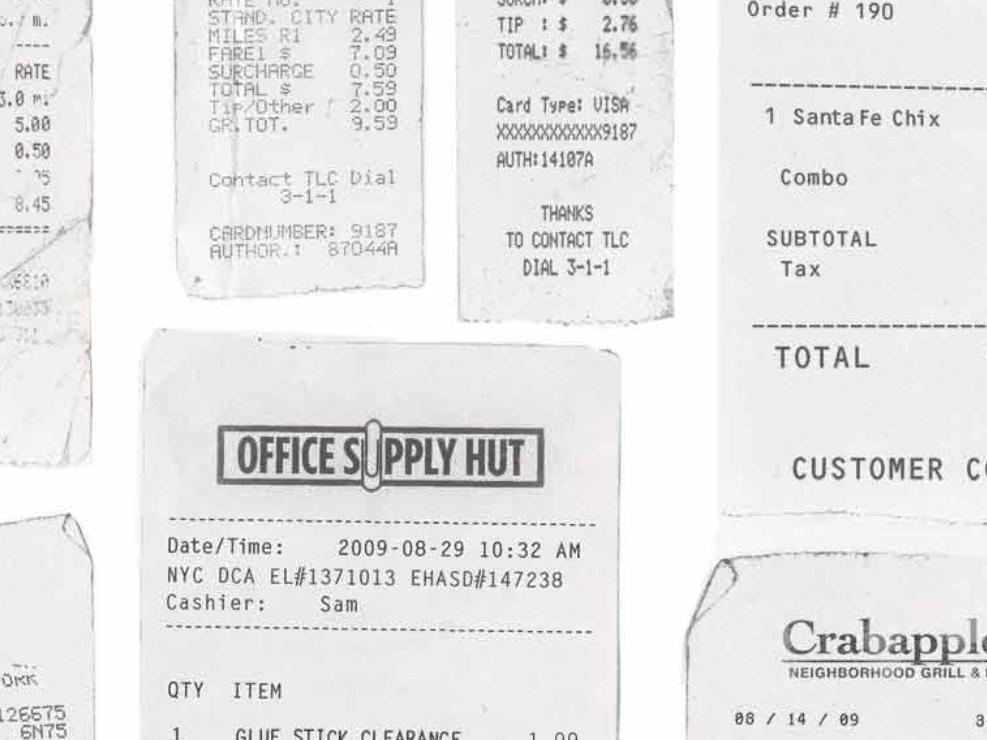 RATE
3.0 mi
5.00
0.50
8.45
======
RATE NO. 1
STAND. CITY RATE
MILES R1 2.49
FARE1 $ 7.09
SURCHARGE 0.50
TOTAL $ 7.59
Tip/Other 2.00
GR.TOT. 9.59
Contact TLC Dial
3-1-1
CARDNUMBER: 9187
AUTHOR.: 87044A
TIP : $ 2.76
TOTAL: $ 16.56
Card Type: VISA
XXXXXXXXXXXX9187
AUTH:14107A
THANKS
TO CONTACT TLC
DIAL 3-1-1
Order # 190
1 Santa Fe Chix
Combo
SUBTOTAL
Tax
TOTAL
CUSTOMER CO
OFFICE SUPPLY HUT
Date/Time: 2009-08-29 10:32 AM
NYC DCA EL#1371013 EHASD#147238
Cashier: Sam
QTY ITEM
1 GLUE STICK CLEARANCE 1.99
126675
6N75
Crabapple
NEIGHBORHOOD GRILL &
08 / 14 / 09 3